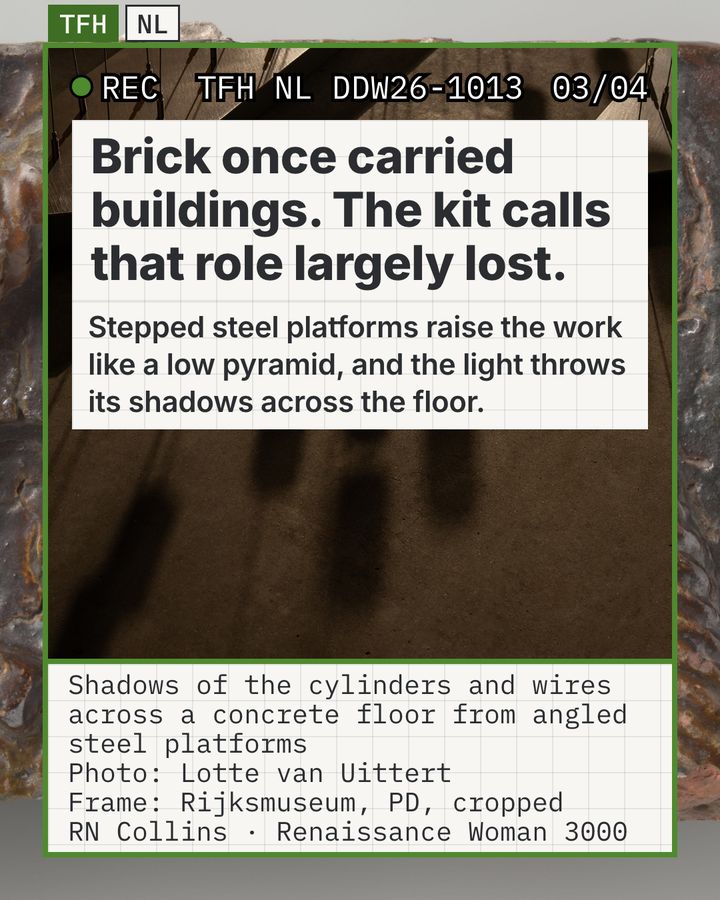 TFH NL
REC TFH NL DDW26-1013 03/04
Brick once carried
buildings. The kit calls
that role largely lost.
Stepped steel platforms raise the work
like a low pyramid, and the light throws
its shadows across the floor.
Shadows of the cylinders and wires
across a concrete floor from angled
steel platforms
Photo: Lotte van Uittert
Frame: Rijksmuseum, PD, cropped
RN Collins · Renaissance Woman 3000